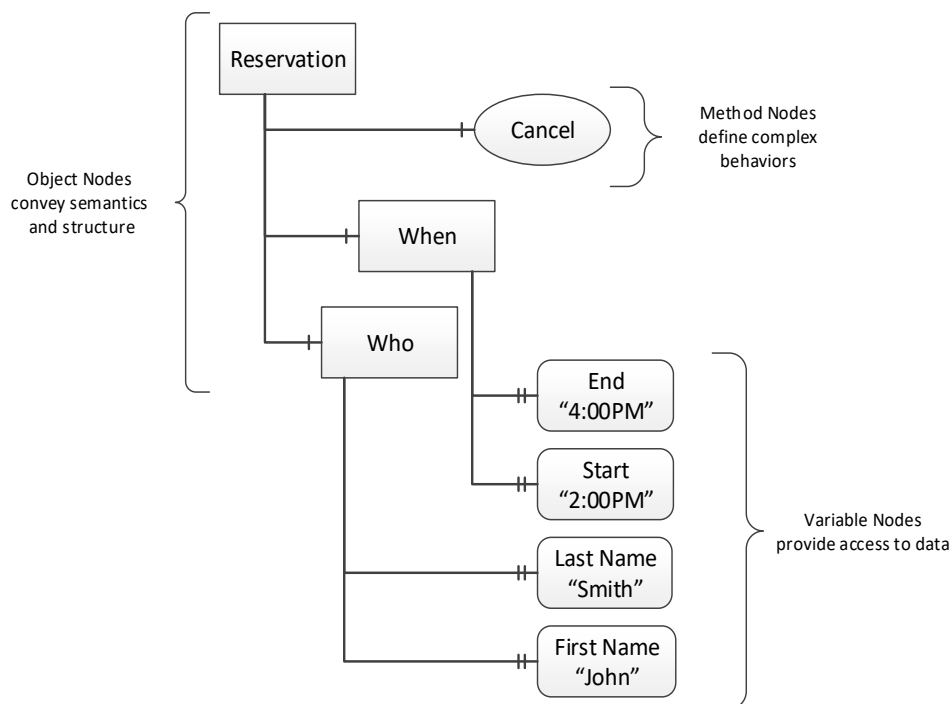 Reservation
Cancel
Method Nodes
define complex
behaviors
Object Nodes
convey semantics
and structure
When
Who
End
“4:00PM”
Start
“2:00PM”
Variable Nodes
provide access to data
Last Name
“Smith”
First Name
“John”